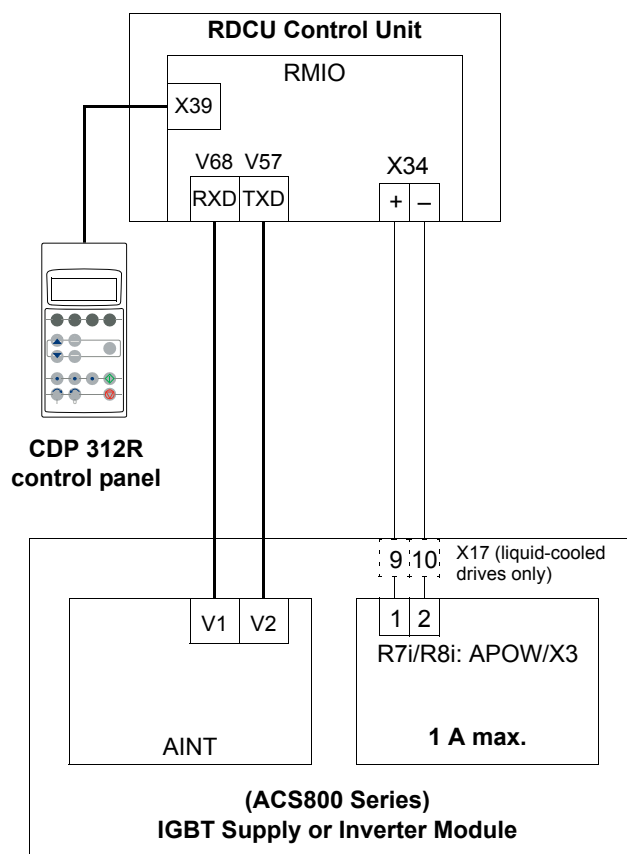 RDCU Control Unit
RMIO
X39
V68 V57
X34
RXD TXD
+ –
CDP 312R
control panel
9 10
X17 (liquid-cooled
drives only)
V1 V2
1 2
R7i/R8i: APOW/X3
AINT
1 A max.
(ACS800 Series)
IGBT Supply or Inverter Module